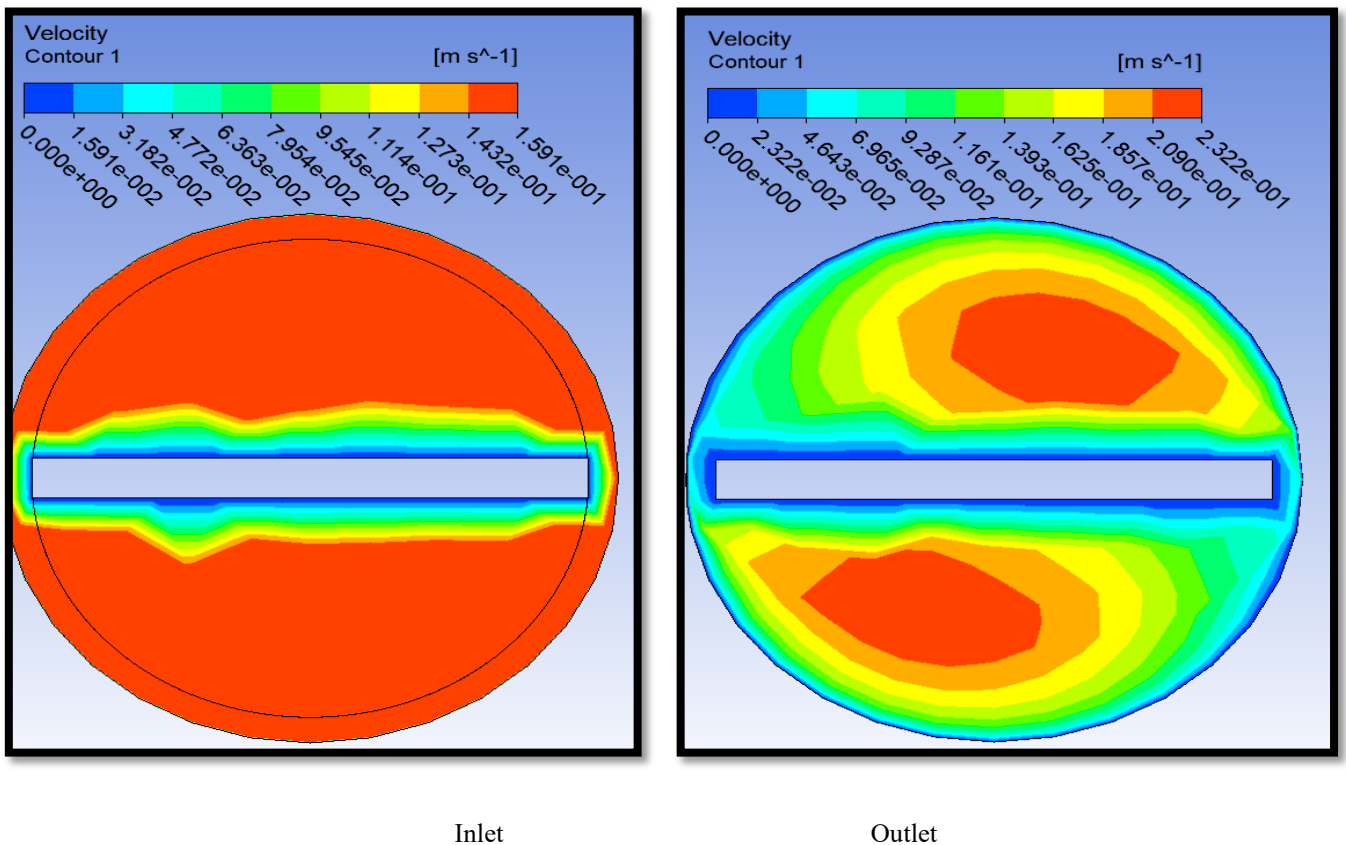 Velocity
Contour 1
[m s^-1]
0.000e+000
1.591e-002
3.182e-002
4.772e-002
6.363e-002
7.954e-002
9.545e-002
1.114e-001
1.273e-001
1.432e-001
1.591e-001
Velocity
Contour 1
[m s^-1]
0.000e+000
2.322e-002
4.643e-002
6.965e-002
9.287e-002
1.161e-001
1.393e-001
1.625e-001
1.857e-001
2.090e-001
2.322e-001
Inlet
Outlet